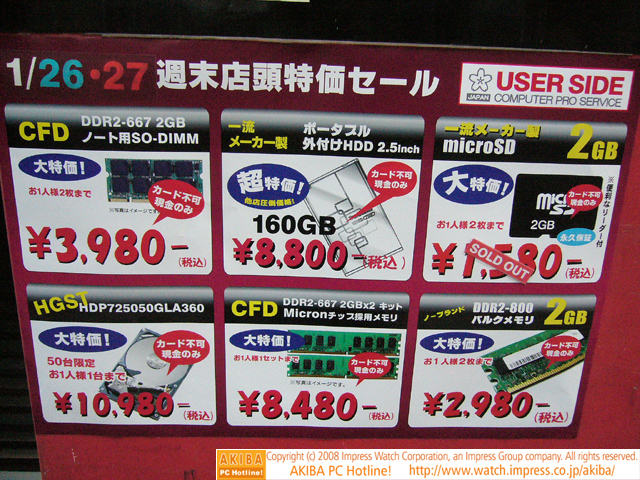 1/26・27 週末店頭特価セール
JAPAN
USER SIDE
COMPUTER PRO SERVICE
CFD
DDR2-667 2GB
ノート用SO-DIMM
大特価!
お1人様2枚まで
カード不可
現金のみ
※写真はイメージです。
¥3,980-
(税込)
一流
メーカー製
ポータブル
外付けHDD 2.5Inch
超特価!
他店圧倒価格!
160GB
カード不可
現金のみ
¥8,800-
(税込)
一流メーカー製
microSD
2GB
大特価!
お1人様2枚まで
micro
SD
2GB
カード不可
現金のみ
永久保証
※便利なリーダー付
¥1,580
(税込)
SOLD OUT
HGST
HDP725050GLA360
大特価!
50台限定
お1人様1台まで
カード不可
現金のみ
¥10,980-
(税込)
CFD
DDR2-667 2GBx2 キット
Micronチップ採用メモリ
大特価!
お1人様1セットまで
カード不可
現金のみ
※写真はイメージです。
¥8,480-
(税込)
ノーブランド
DDR2-800
バルクメモリ
2GB
大特価!
お1人様2枚まで
カード不可
現金のみ
¥2,980-
(税込)
AKIBA
PC Hotline!
Copyright (c) 2008 Impress Watch Corporation, an Impress Group company. All rights reserved.
AKIBA PC Hotline! http://www.watch.impress.co.jp/akiba/